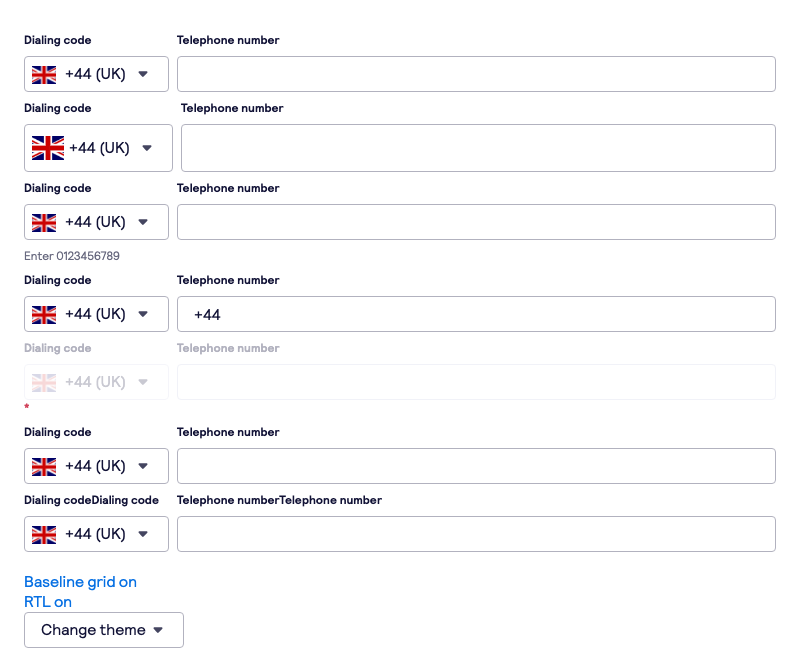 Dialing code Telephone number
+44 (UK)
Dialing code Telephone number
+44 (UK)
Dialing code Telephone number
+44 (UK)
Enter 0123456789
Dialing code Telephone number
+44 (UK) +44
Dialing code Telephone number
+44 (UK)
*
Dialing code Telephone number
+44 (UK)
Dialing codeDialing code Telephone numberTelephone number
+44 (UK)
Baseline grid on
RTL on
Change theme